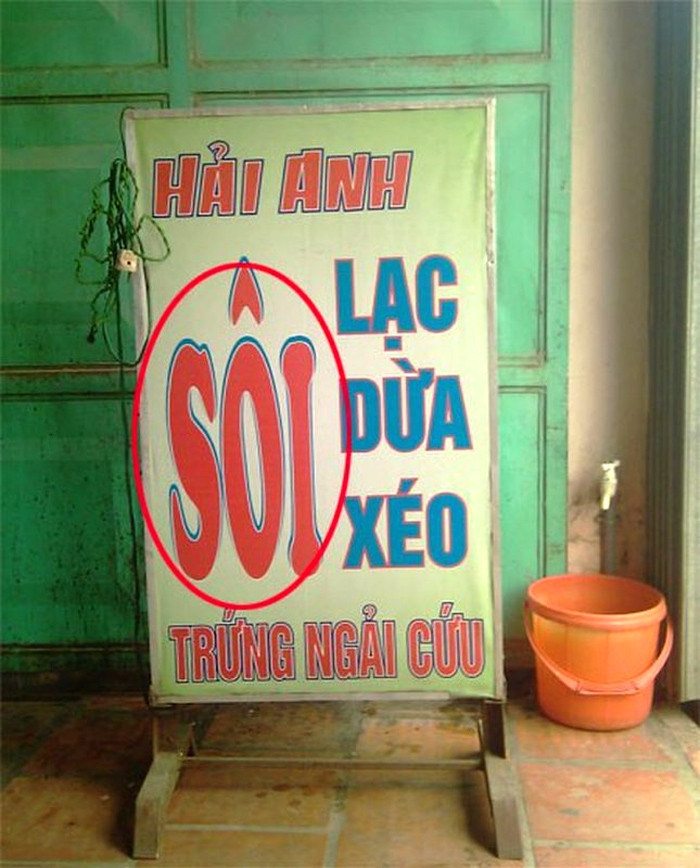 HẢI ANH
SÔI
LẠC
DỪA
XÉO
TRỨNG NGẢI CỨU